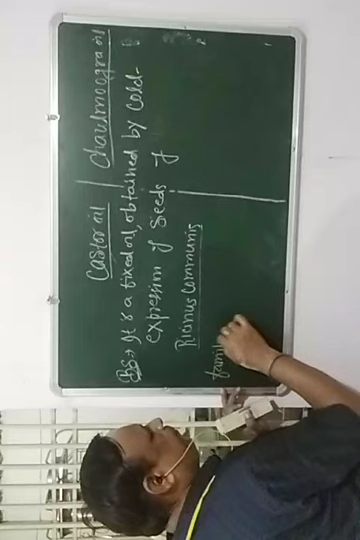 Castor oil | Chaulmoogra oil
BS→ It is a fixed oil, obtained by cold-
expression of seeds of
Ricinus communis
famil